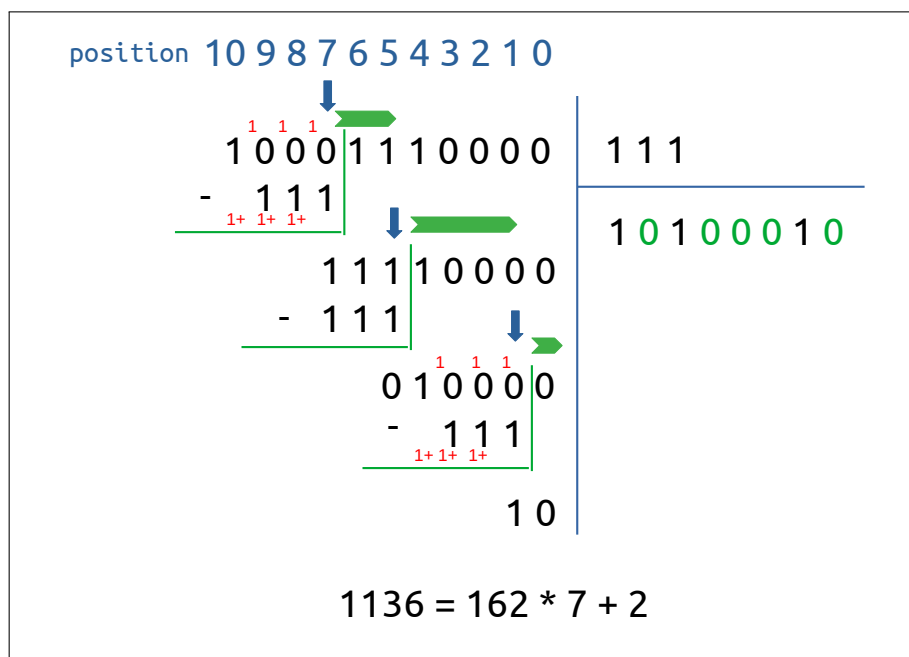 position 10 9 8 7 6 5 4 3 2 1 0
1 1 1
1 0 0 0 1 1 1 0 0 0 0 1 1 1
- 1 1 1
1+ 1+ 1+
1 0 1 0 0 0 1 0
1 1 1 1 0 0 0 0
- 1 1 1
1 1 1
0 1 0 0 0 0
- 1 1 1
1+ 1+ 1+
1 0
1136 = 162 * 7 + 2